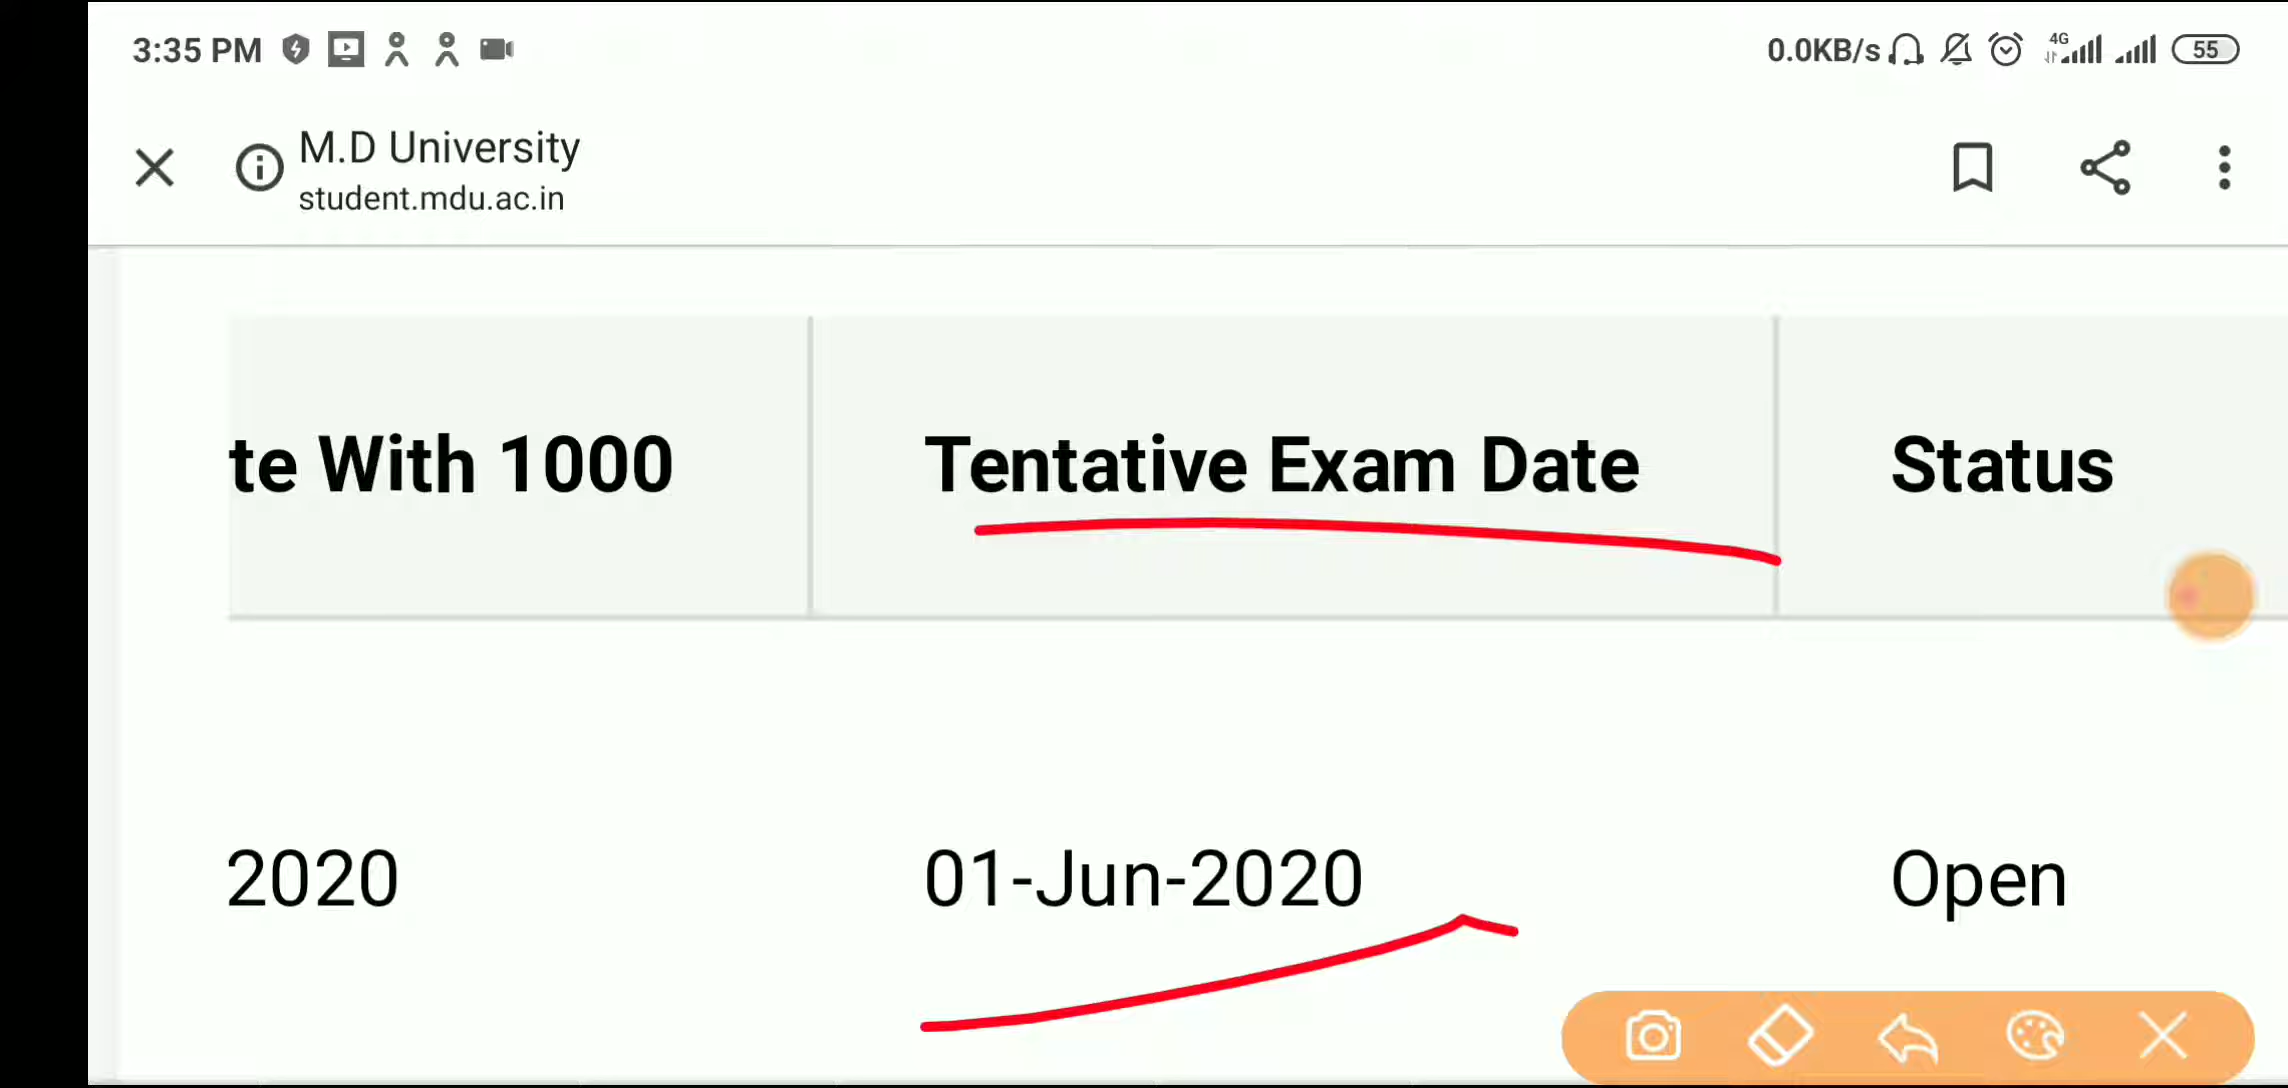 3:35 PM 0.0KB/s 4G 55
M.D University
student.mdu.ac.in
te With 1000 Tentative Exam Date Status
2020 01-Jun-2020 Open